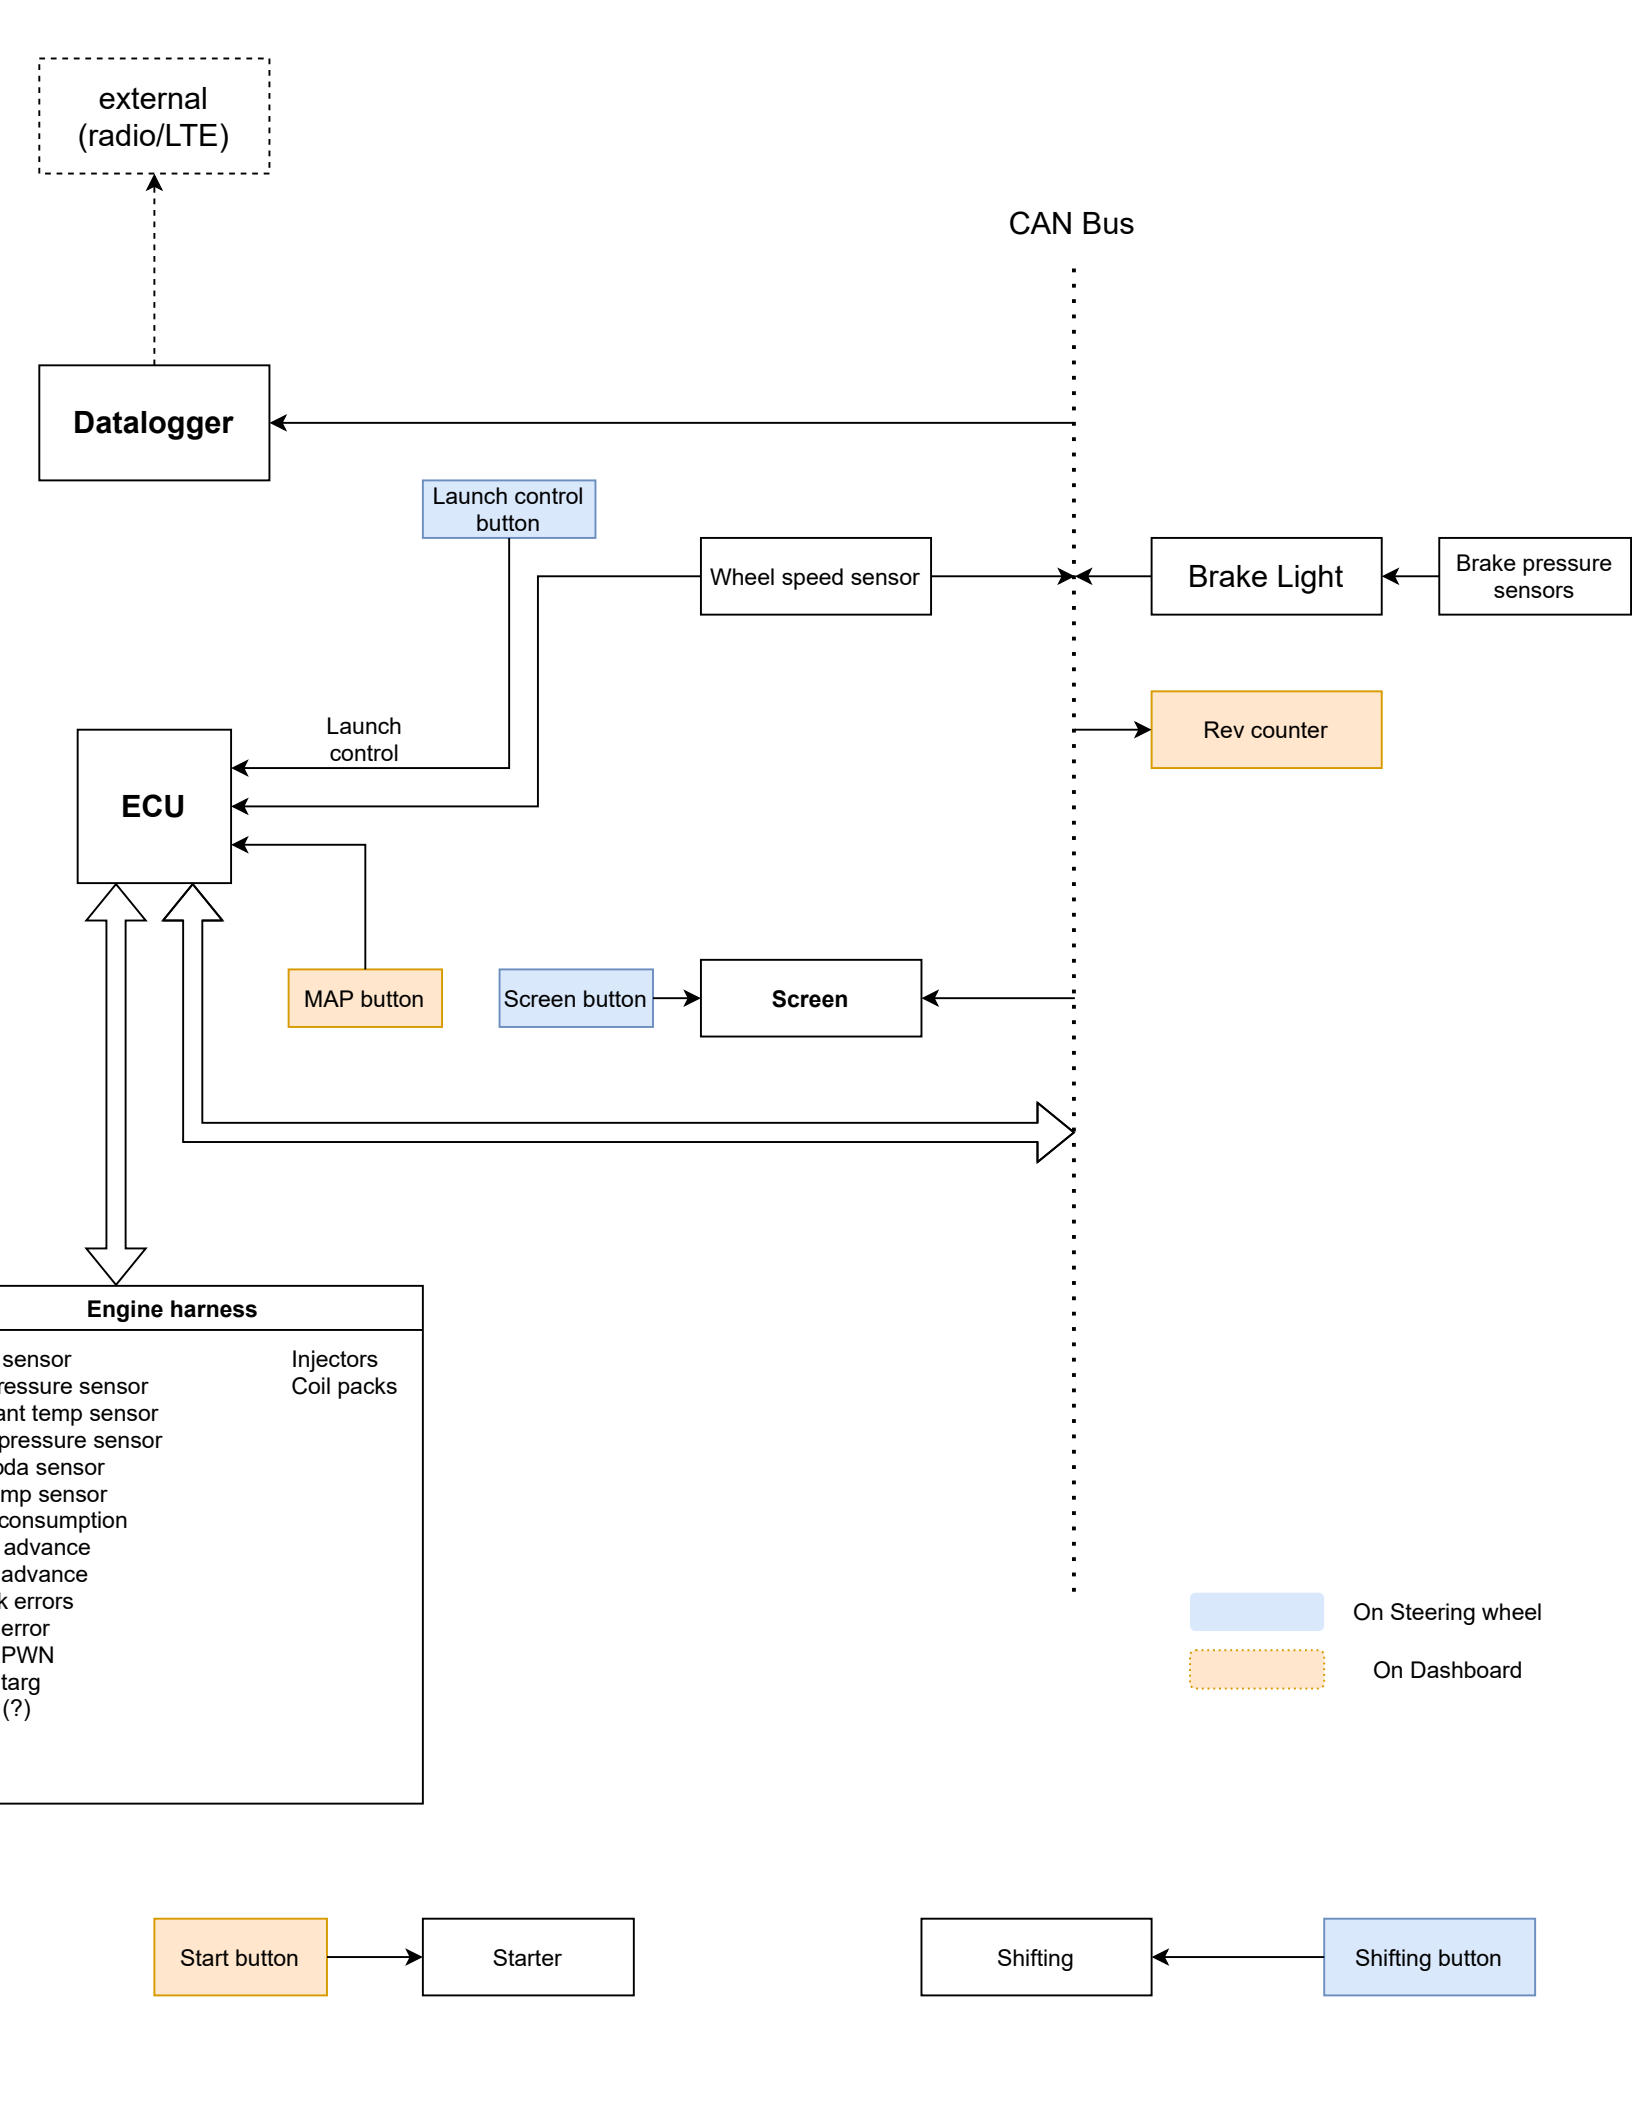 external
(radio/LTE)
CAN Bus
Datalogger
Launch control
button
Wheel speed sensor
Brake Light
Brake pressure
sensors
Launch
control
Rev counter
ECU
MAP button
Screen button
Screen
Engine harness
sensor
ressure sensor
ant temp sensor
pressure sensor
da sensor
mp sensor
consumption
advance
advance
k errors
error
PWN
targ
(?)
Injectors
Coil packs
On Steering wheel
On Dashboard
Start button
Starter
Shifting
Shifting button